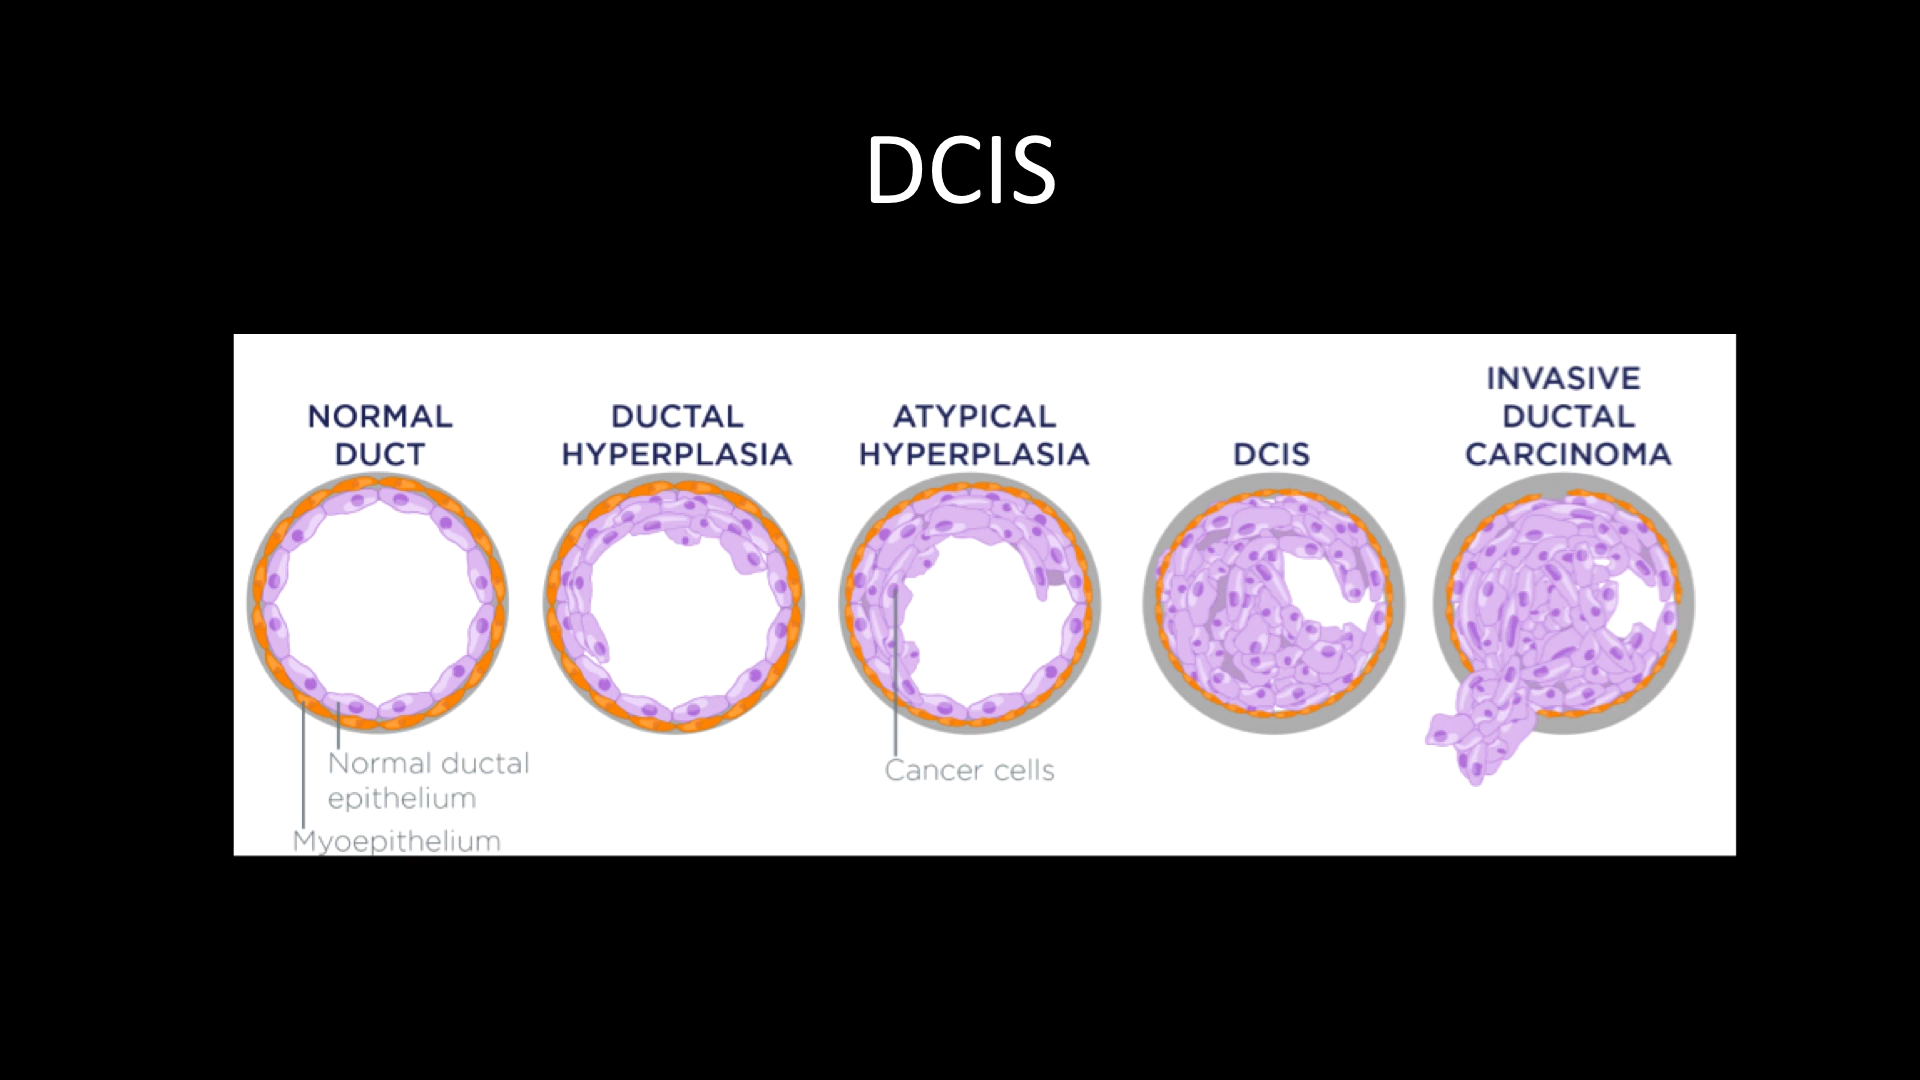 DCIS
NORMAL
DUCT
DUCTAL
HYPERPLASIA
ATYPICAL
HYPERPLASIA
DCIS
INVASIVE
DUCTAL
CARCINOMA
Normal ductal
epithelium
Myoepithelium
Cancer cells